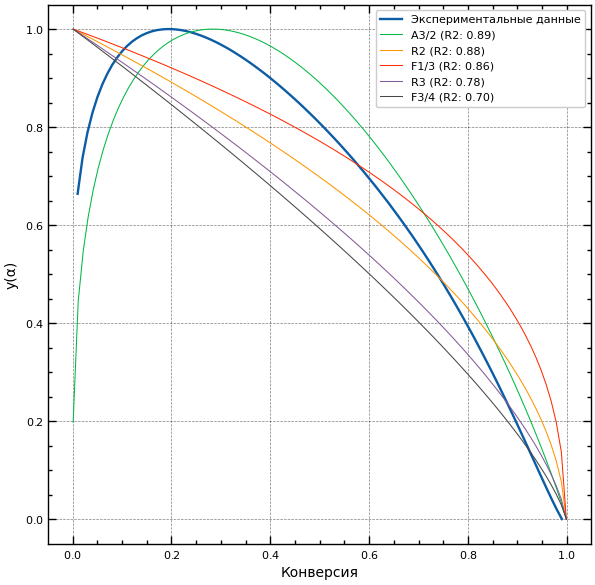 Экспериментальные данные
A3/2 (R2: 0.89)
R2 (R2: 0.88)
F1/3 (R2: 0.86)
R3 (R2: 0.78)
F3/4 (R2: 0.70)
y(α)
1.0
0.8
0.6
0.4
0.2
0.0
0.0 0.2 0.4 0.6 0.8 1.0
Конверсия